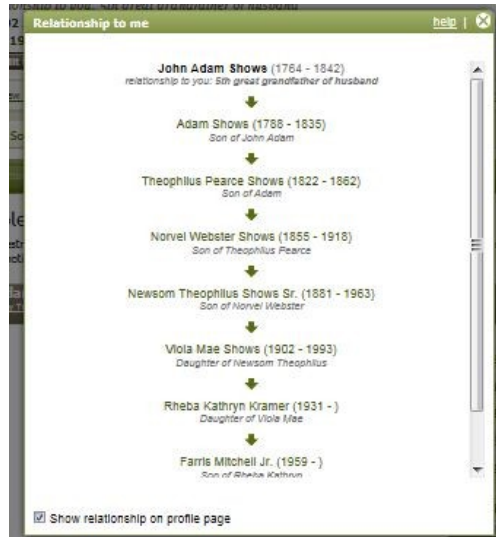 Relationship to me
help |
John Adam Shows (1764 - 1842)
relationship to you: 5th great grandfather of husband
Adam Shows (1788 - 1835)
Son of John Adam
Theophilus Pearce Shows (1822 - 1862)
Son of Adam
Norvel Webster Shows (1855 - 1918)
Son of Theophilus Pearce
Newsom Theophilus Shows Sr. (1881 - 1963)
Son of Norvel Webster
Viola Mae Shows (1902 - 1993)
Daughter of Newsom Theophilus
Rheba Kathryn Kramer (1931 - )
Daughter of Viola Mae
Farris Mitchell Jr. (1959 - )
Son of Rheba Kathryn
Show relationship on profile page